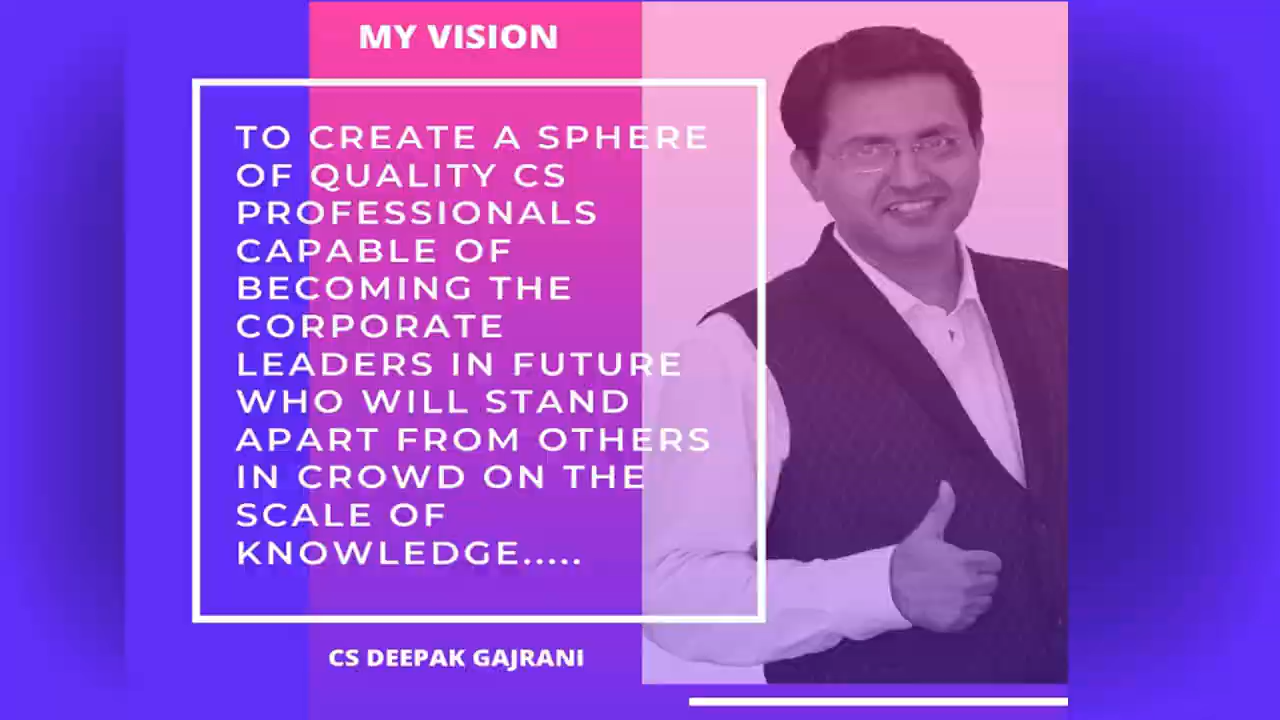 MY VISION
TO CREATE A SPHERE
OF QUALITY CS
PROFESSIONALS
CAPABLE OF
BECOMING THE
CORPORATE
LEADERS IN FUTURE
WHO WILL STAND
APART FROM OTHERS
IN CROWD ON THE
SCALE OF
KNOWLEDGE.....
CS DEEPAK GAJRANI